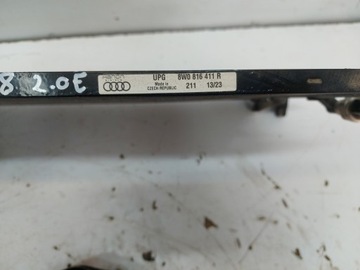 8 2.0E
UPG 8W0 816 411 R
Made in
CZECH REPUBLIC 211 13/23